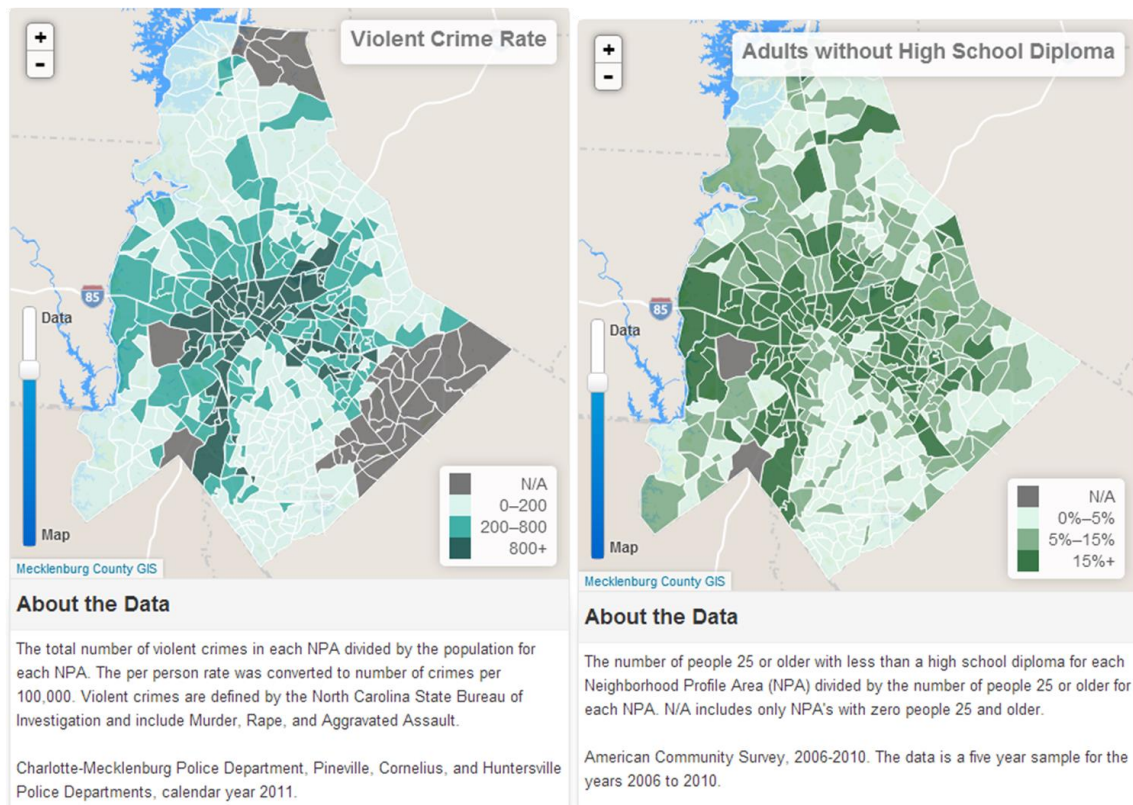 +
-
Violent Crime Rate
85
Data
Map
N/A
0–200
200–800
800+
Mecklenburg County GIS
About the Data
The total number of violent crimes in each NPA divided by the population for
each NPA. The per person rate was converted to number of crimes per
100,000. Violent crimes are defined by the North Carolina State Bureau of
Investigation and include Murder, Rape, and Aggravated Assault.
Charlotte-Mecklenburg Police Department, Pineville, Cornelius, and Huntersville
Police Departments, calendar year 2011.
+
-
Adults without High School Diploma
85
Data
Map
N/A
0%–5%
5%–15%
15%+
Mecklenburg County GIS
About the Data
The number of people 25 or older with less than a high school diploma for each
Neighborhood Profile Area (NPA) divided by the number of people 25 or older for
each NPA. N/A includes only NPA's with zero people 25 and older.
American Community Survey, 2006-2010. The data is a five year sample for the
years 2006 to 2010.